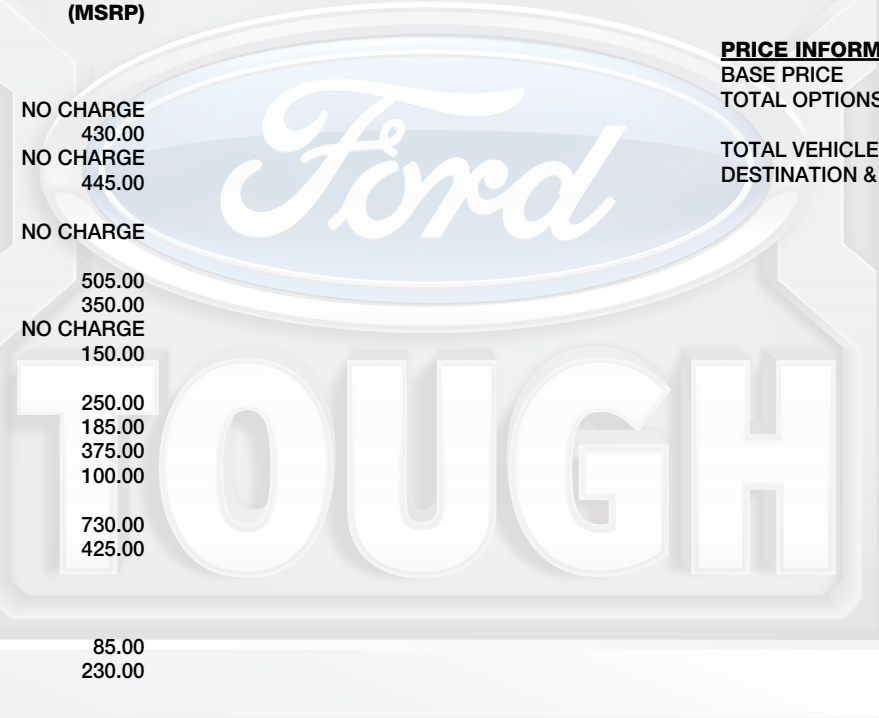 (MSRP)
NO CHARGE
430.00
NO CHARGE
445.00
NO CHARGE
505.00
350.00
NO CHARGE
150.00
250.00
185.00
375.00
100.00
730.00
425.00
85.00
230.00
PRICE INFORM
BASE PRICE
TOTAL OPTIONS
TOTAL VEHICLE
DESTINATION &
Ford
TOUGH